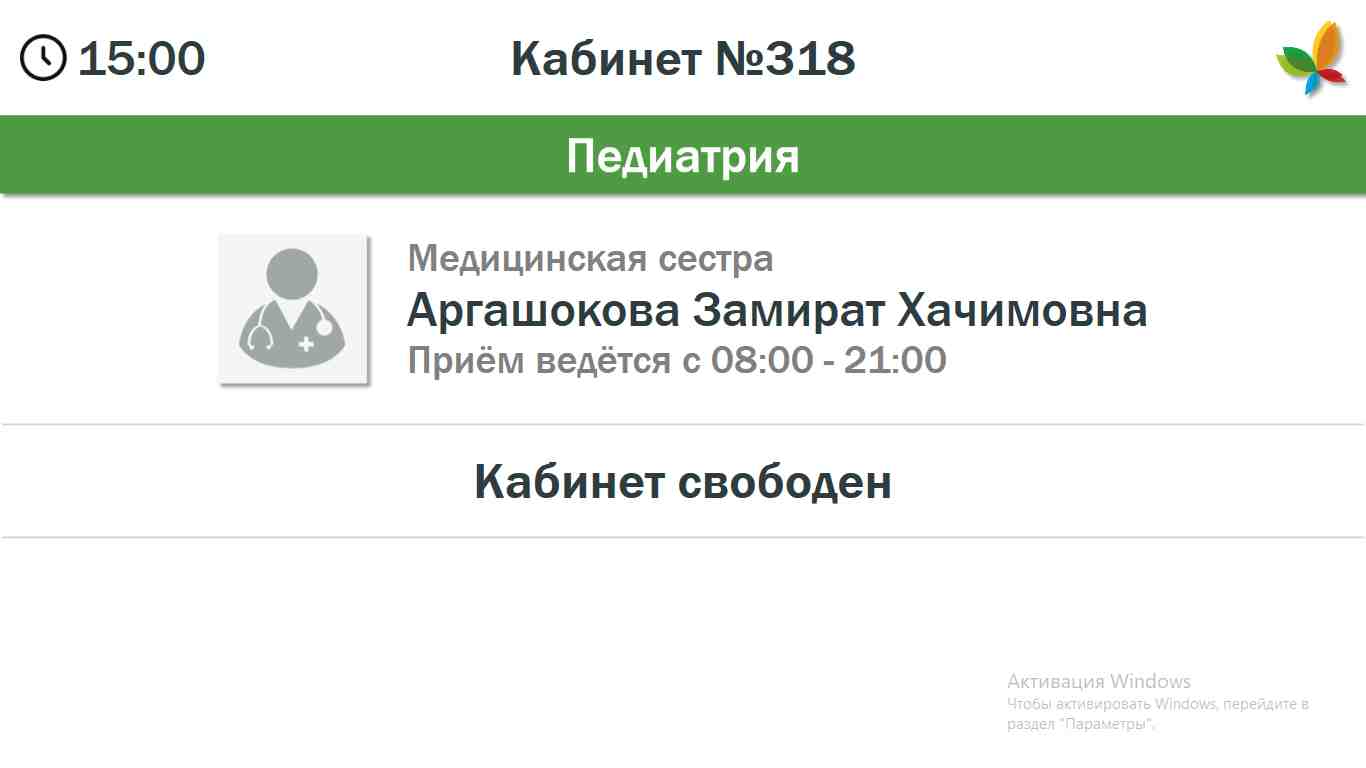 15:00
Кабинет №318
Педиатрия
Медицинская сестра
Аргашокова Замират Хачимовна
Приём ведётся с 08:00 - 21:00
Кабинет свободен
Активация Windows
Чтобы активировать Windows, перейдите в
раздел "Параметры".